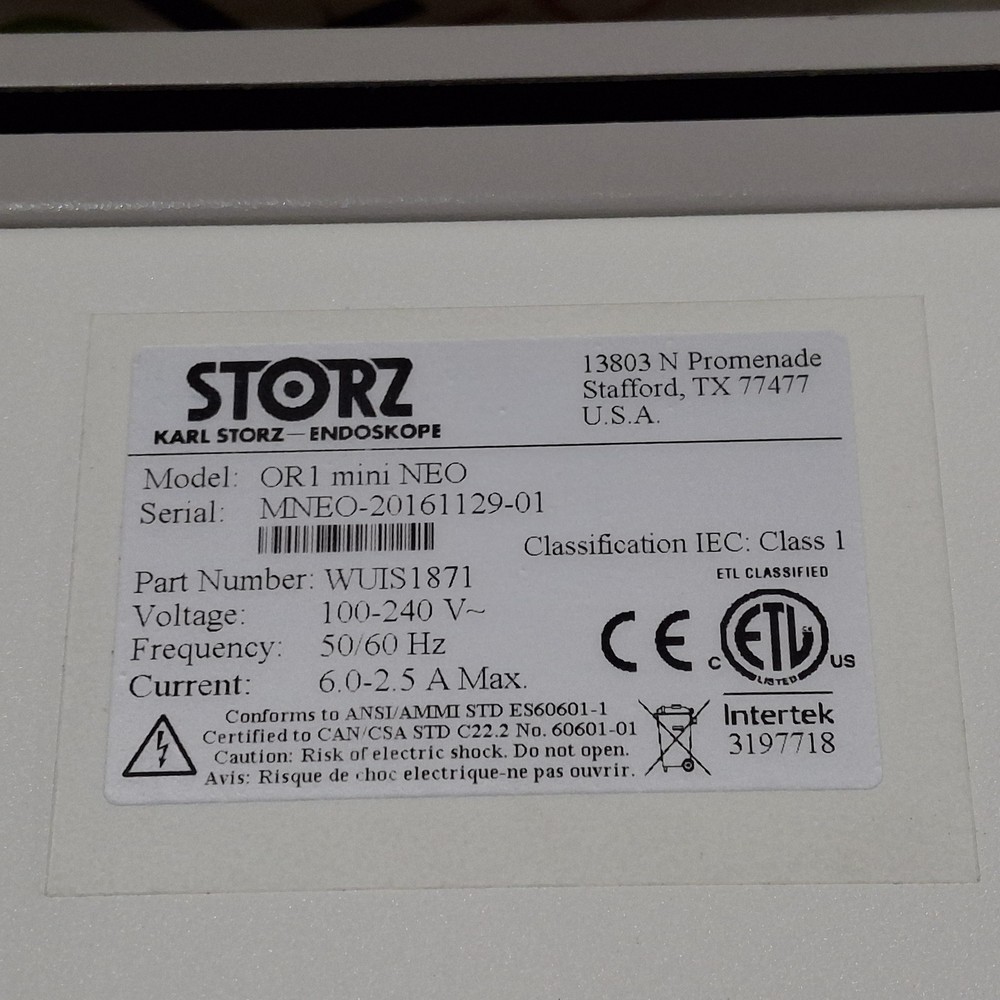 STORZ
KARL STORZ—ENDOSKOPE
13803 N Promenade
Stafford, TX 77477
U.S.A.
Model: OR1 mini NEO
Serial: MNEO-20161129-01
Classification IEC: Class 1
Part Number: WUIS1871
Voltage: 100-240 V~
Frequency: 50/60 Hz
Current: 6.0-2.5 A Max.
ETL CLASSIFIED
CE
C ETL US
LISTED
Intertek
3197718
Conforms to ANSI/AMMI STD ES60601-1
Certified to CAN/CSA STD C22.2 No. 60601-01
Caution: Risk of electric shock. Do not open.
Avis: Risque de choc electrique-ne pas ouvrir.